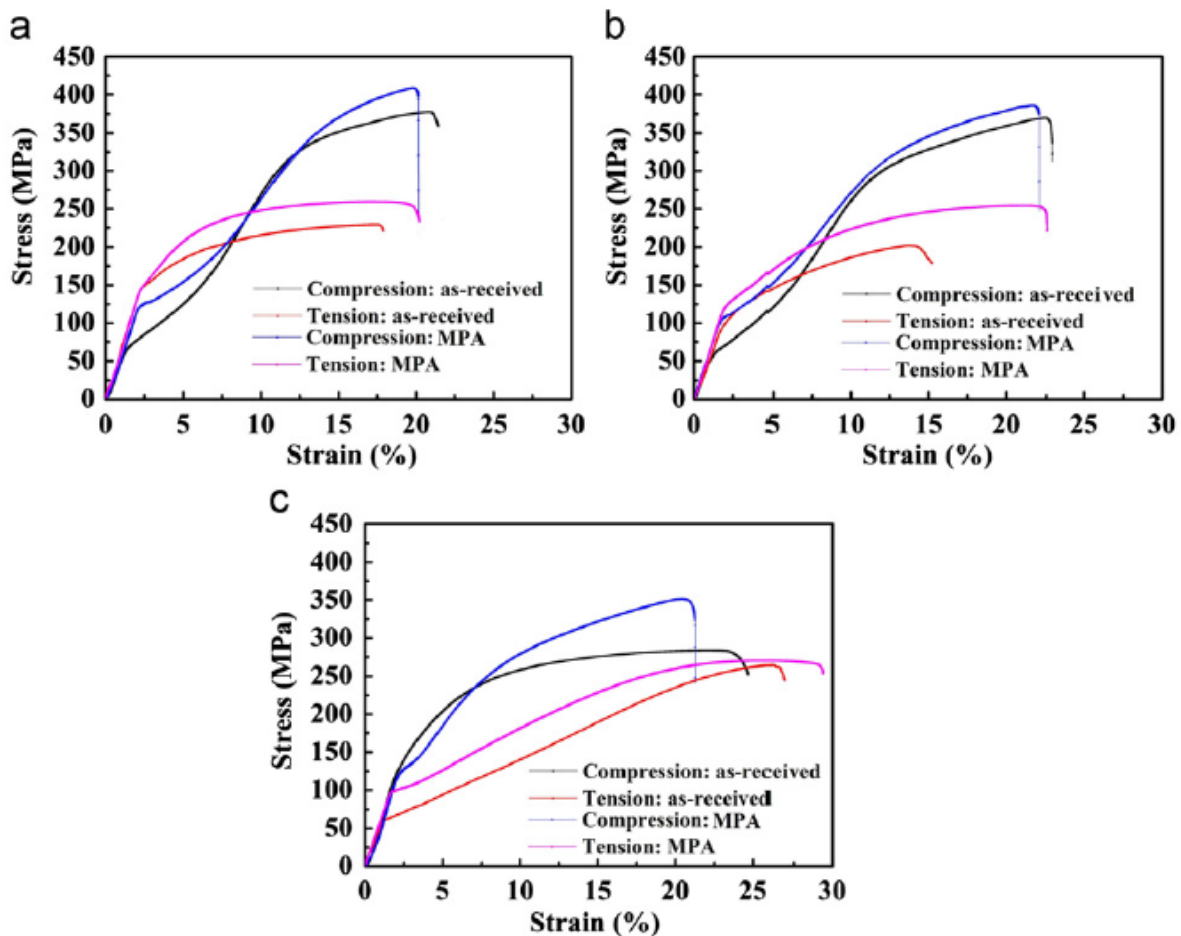 a
450
400
350
300
250
200
150
100
50
0
Stress (MPa)
Compression: as-received
Tension: as-received
Compression: MPA
Tension: MPA
0 5 10 15 20 25 30
Strain (%)
b
450
400
350
300
250
200
150
100
50
0
Stress (MPa)
Compression: as-received
Tension: as-received
Compression: MPA
Tension: MPA
0 5 10 15 20 25 30
Strain (%)
c
450
400
350
300
250
200
150
100
50
0
Stress (MPa)
Compression: as-received
Tension: as-received
Compression: MPA
Tension: MPA
0 5 10 15 20 25 30
Strain (%)